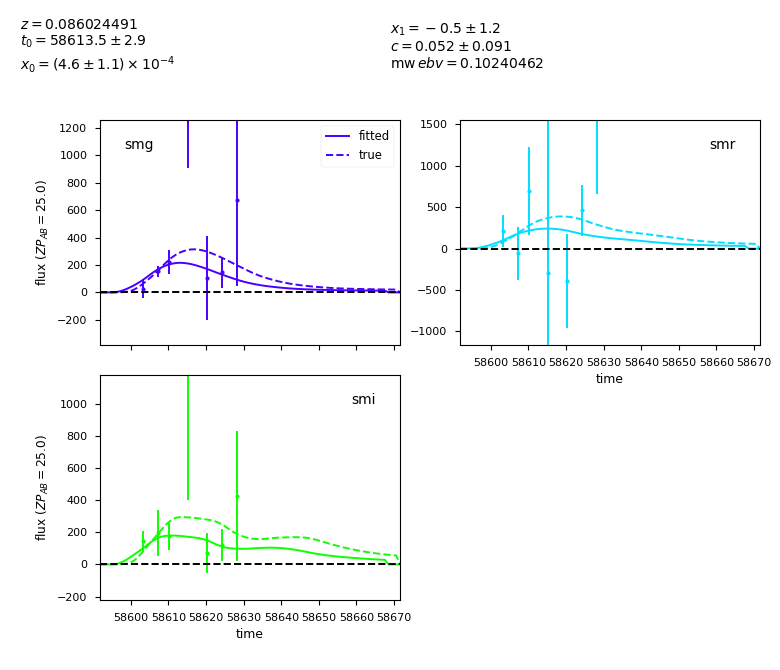 z = 0.086024491
t₀ = 58613.5 ± 2.9
x₀ = (4.6 ± 1.1) × 10⁻⁴
x₁ = −0.5 ± 1.2
c = 0.052 ± 0.091
mw ebv = 0.10240462
smg
fitted
true
flux (ZP_AB = 25.0)
1200
1000
800
600
400
200
0
−200
smr
1500
1000
500
0
−500
−1000
58600 58610 58620 58630 58640 58650 58660 58670
time
smi
flux (ZP_AB = 25.0)
1000
800
600
400
200
0
−200
58600 58610 58620 58630 58640 58650 58660 58670
time